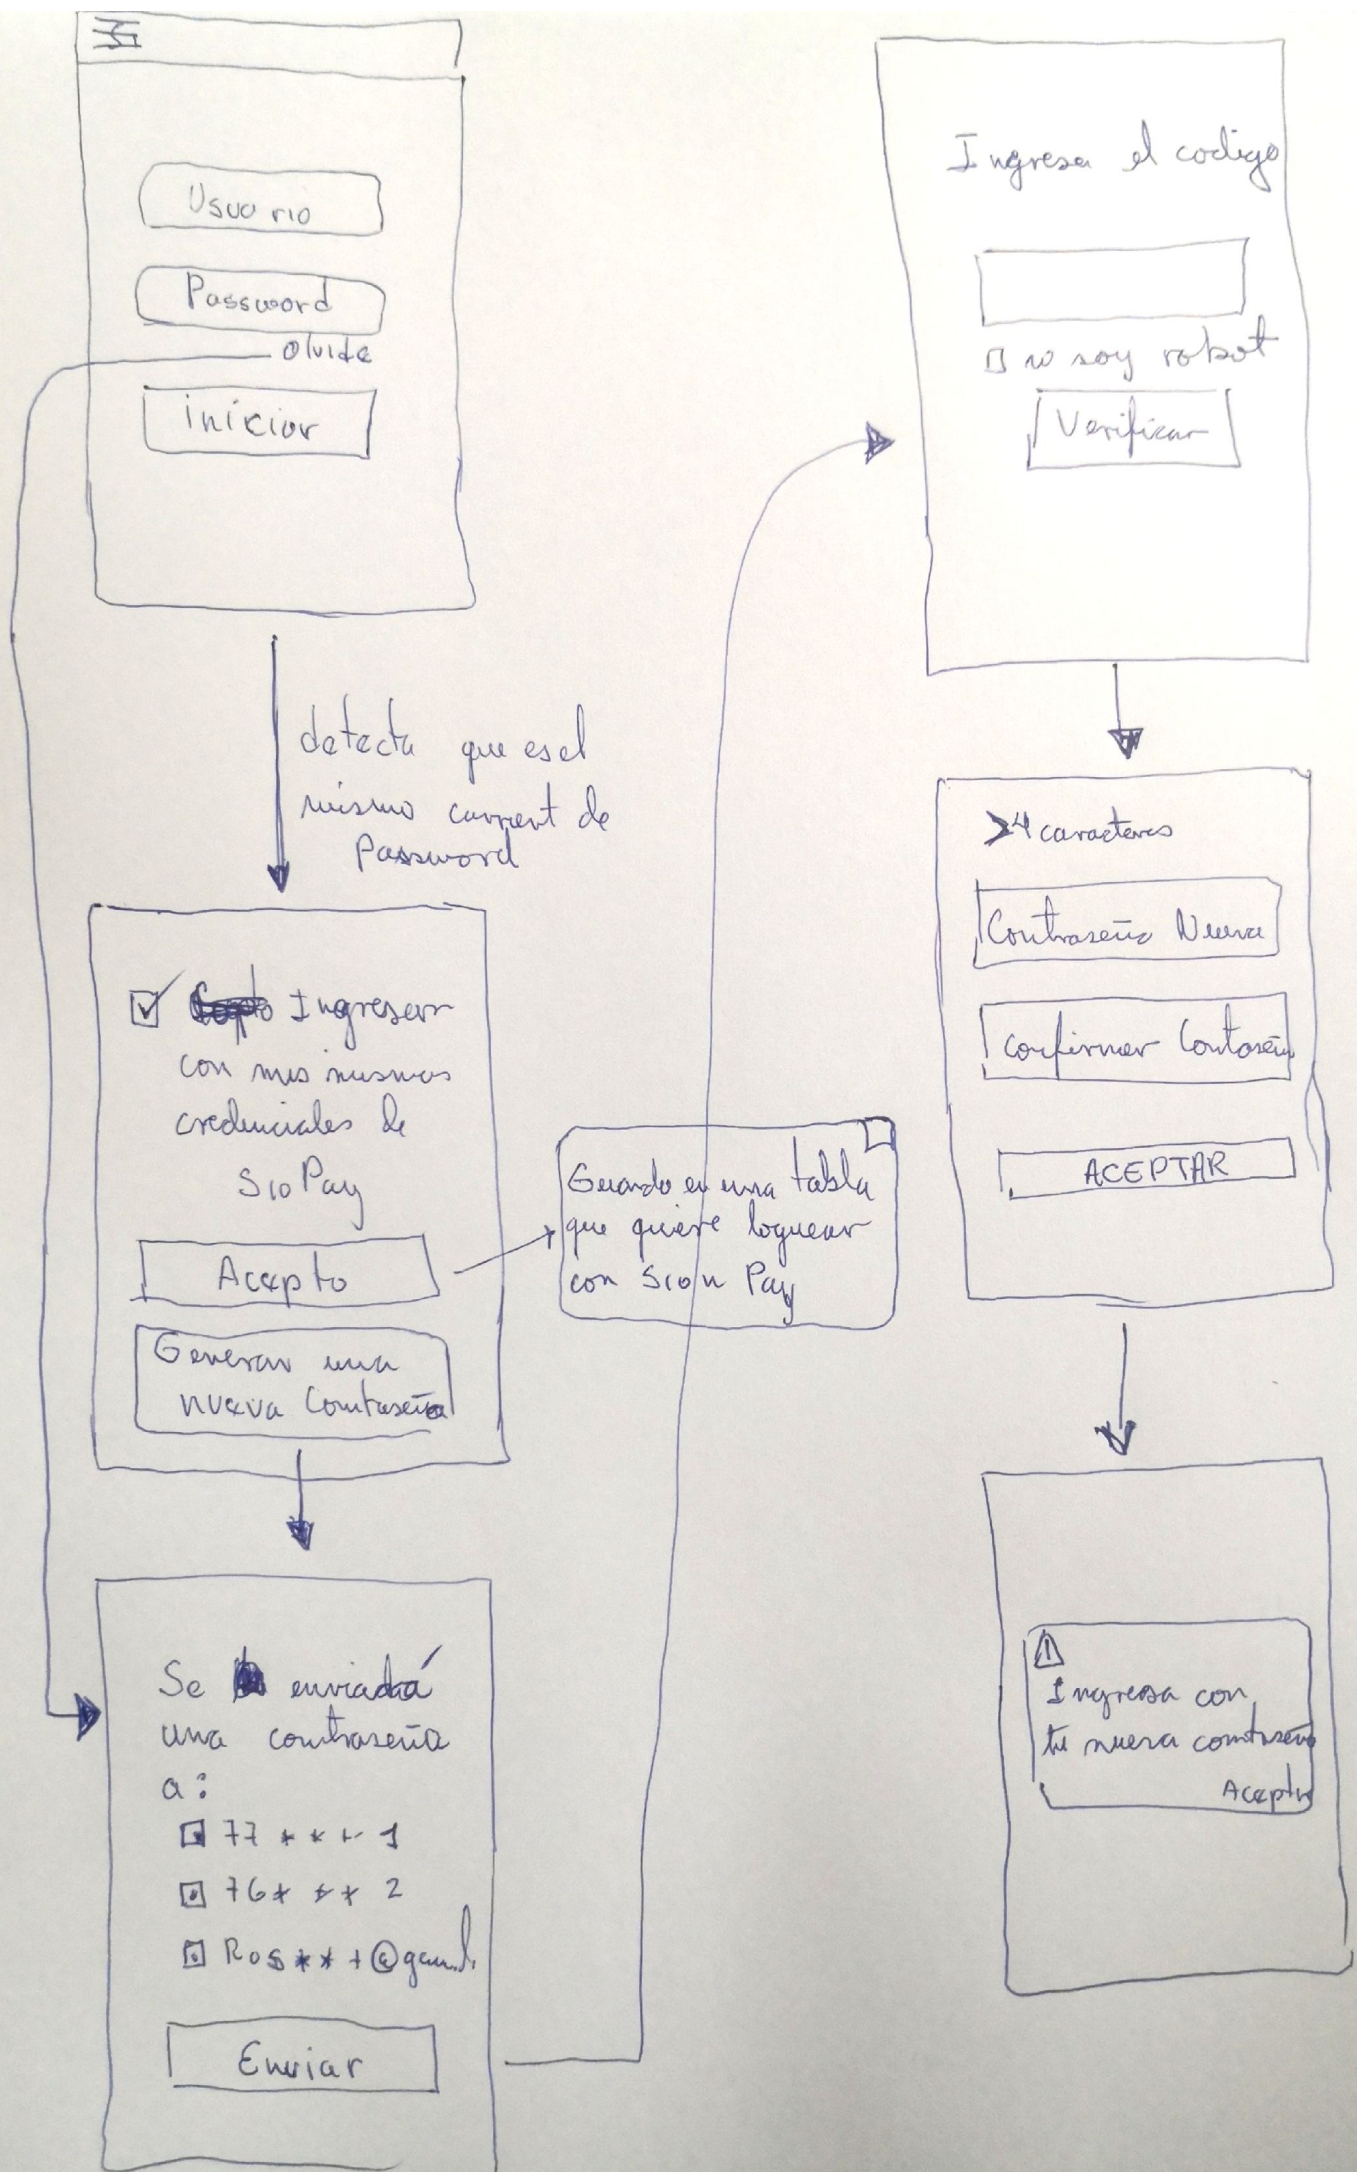 Usuario
Password
olvide
iniciar
detecta que es el
mismo current de
Password
Ingresar
con mis mismas
credenciales de
Sio Pay
Acepto
Generar una
nueva Contraseña
Guardo en una tabla
que quiere loguear
con Sion Pay
Se enviará
una contraseña
a:
77 * * * 1
76* ** 2
Ros***@gmail.
Enviar
Ingresa el codigo
no soy robot
Verificar
>4 caracteres
Contraseña Nueva
Confirmar Contraseña
ACEPTAR
Ingresa con
tu nueva contraseña